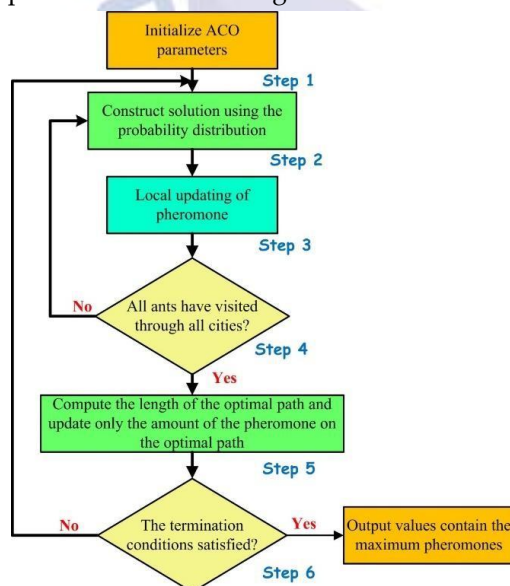 Initialize ACO
parameters
Step 1
Construct solution using the
probability distribution
Step 2
Local updating of
pheromone
Step 3
No
All ants have visited
through all cities?
Step 4
Yes
Compute the length of the optimal path and
update only the amount of the pheromone on
the optimal path
Step 5
No
The termination
conditions satisfied?
Yes
Output values contain the
maximum pheromones
Step 6